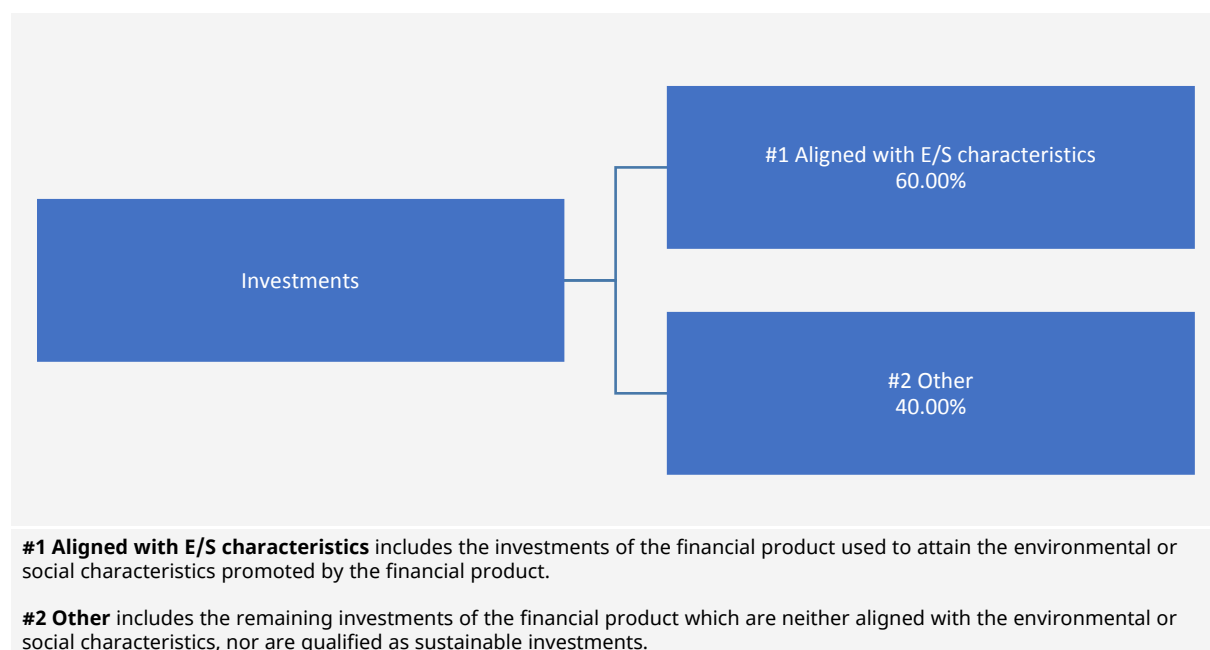 #1 Aligned with E/S characteristics
60.00%
Investments
#2 Other
40.00%
#1 Aligned with E/S characteristics includes the investments of the financial product used to attain the environmental or
social characteristics promoted by the financial product.
#2 Other includes the remaining investments of the financial product which are neither aligned with the environmental or
social characteristics, nor are qualified as sustainable investments.